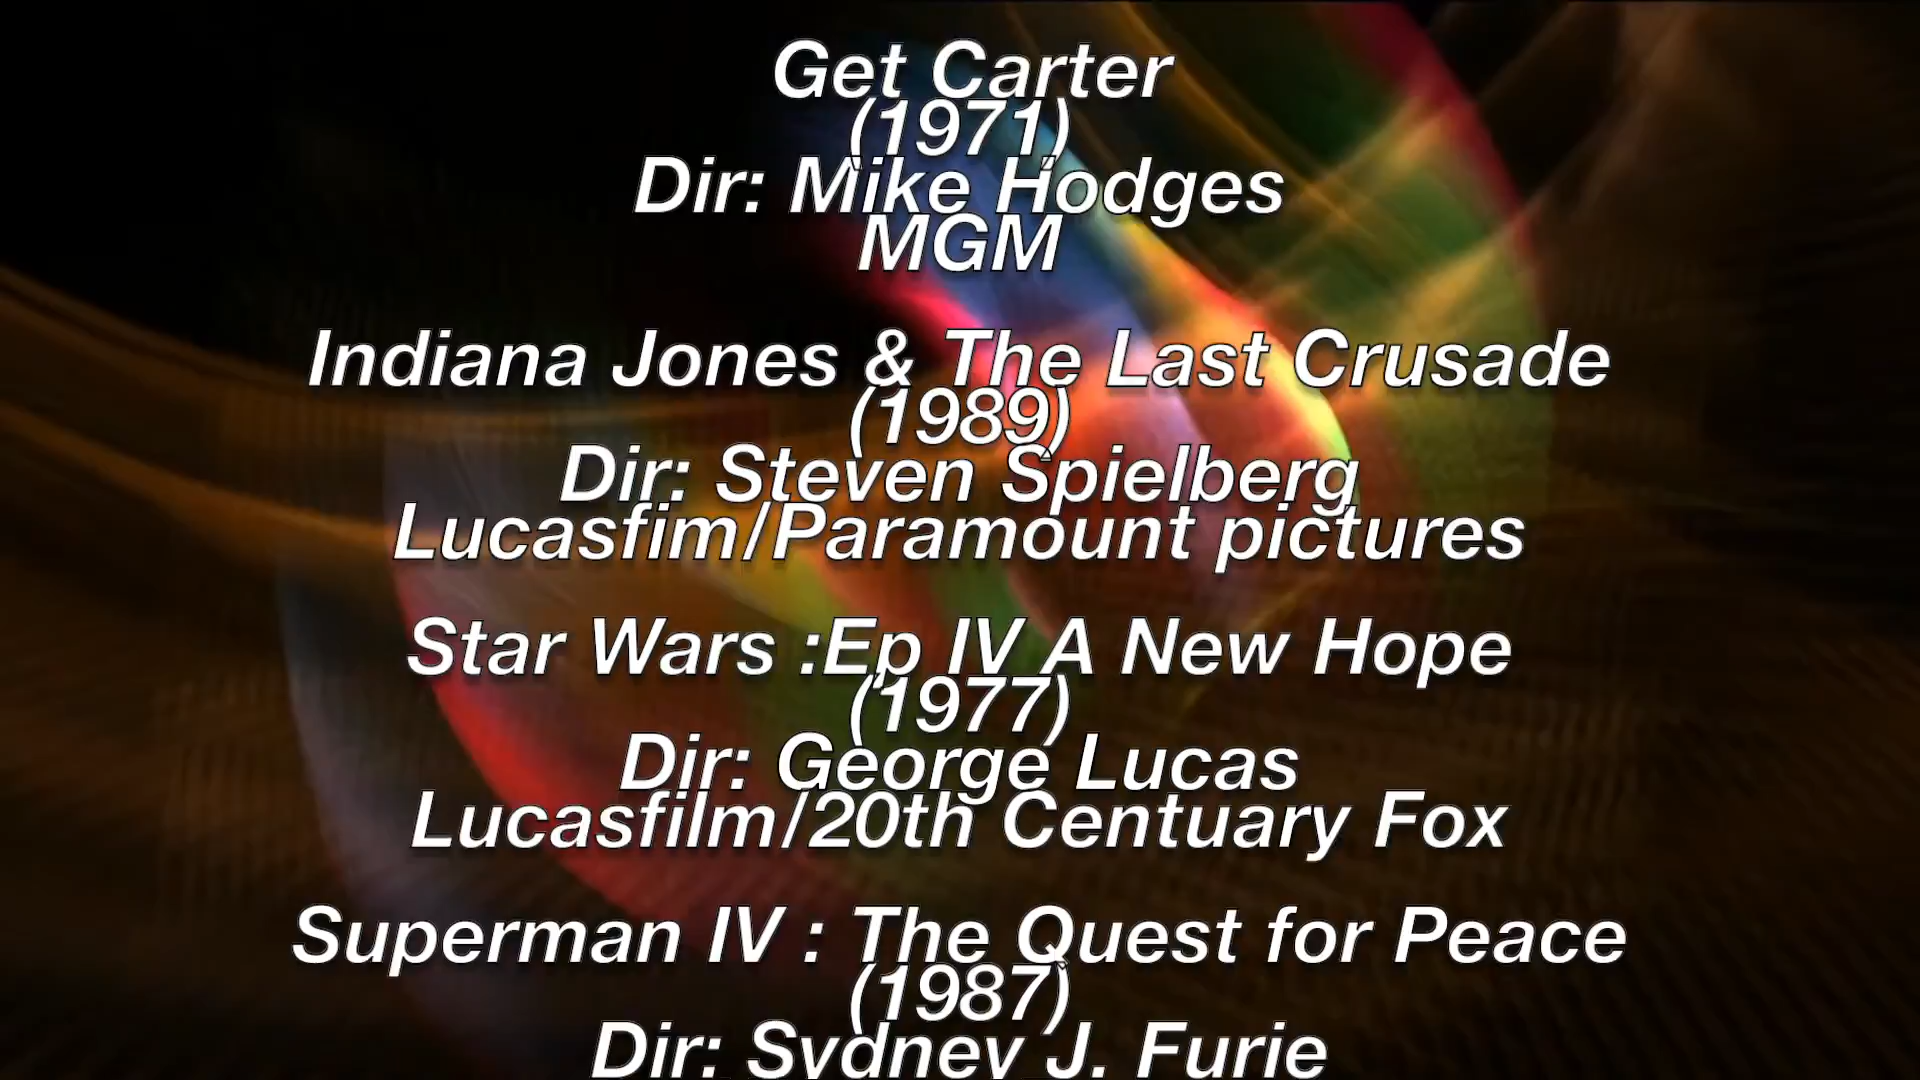 Get Carter
(1971)
Dir: Mike Hodges
MGM
Indiana Jones & The Last Crusade
(1989)
Dir: Steven Spielberg
Lucasfim/Paramount pictures
Star Wars :Ep IV A New Hope
(1977)
Dir: George Lucas
Lucasfilm/20th Centuary Fox
Superman IV : The Quest for Peace
(1987)
Dir: Sydney J. Furie